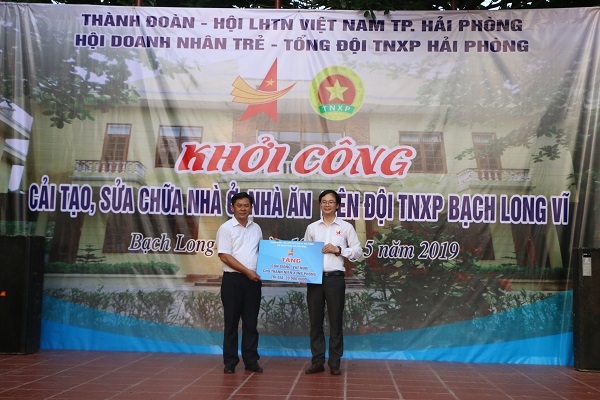 THÀNH ĐOÀN - HỘI LHTN VIỆT NAM TP. HẢI PHÒNG
HỘI DOANH NHÂN TRẺ - TỔNG ĐỘI TNXP HẢI PHÒNG
TNXP
KHỞI CÔNG
CẢI TẠO, SỬA CHỮA NHÀ Ở NHÀ ĂN LIÊN ĐỘI TNXP BẠCH LONG VĨ
Bạch Long 5 năm 2019
TẶNG